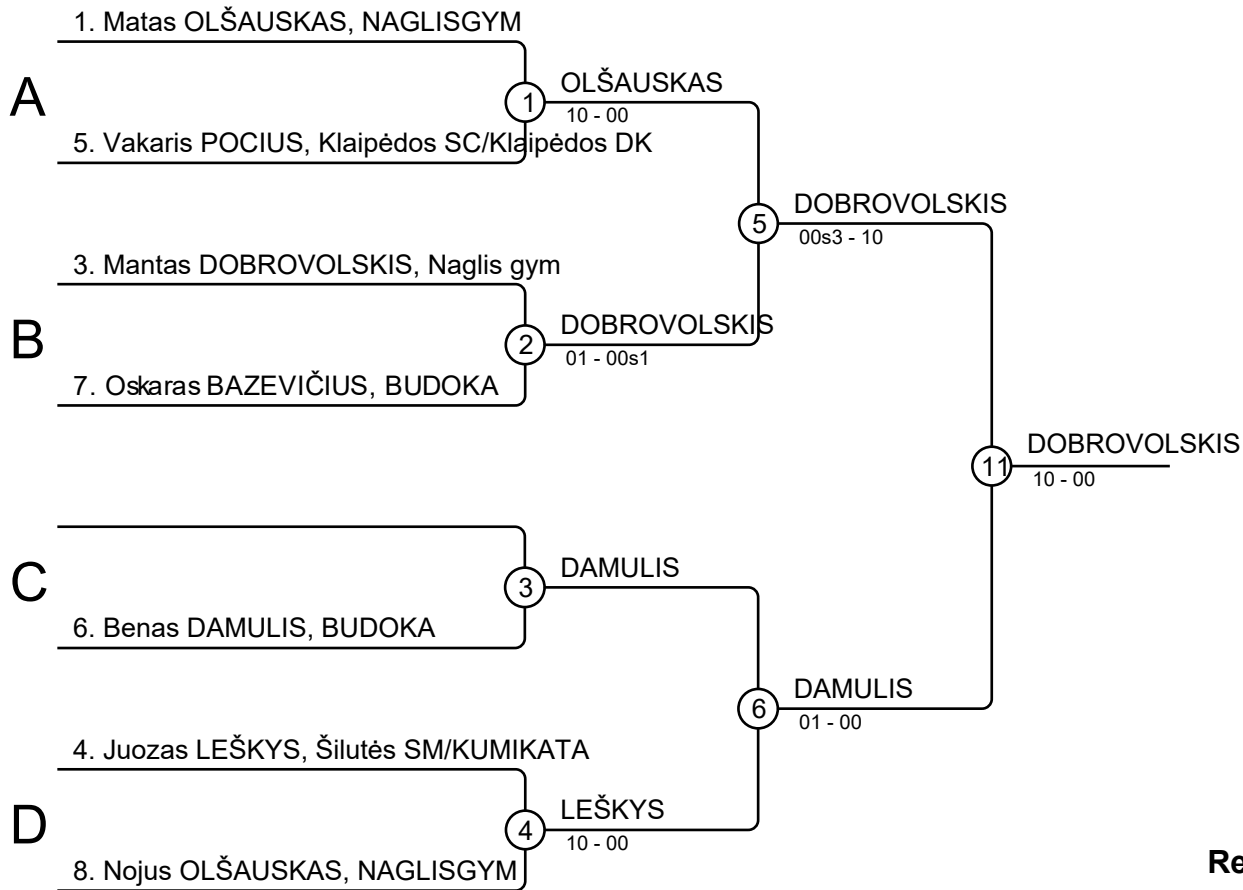 1. Matas OLŠAUSKAS, NAGLISGYM
A
1
OLŠAUSKAS
10 - 00
5. Vakaris POCIUS, Klaipėdos SC/Klaipėdos DK
5
DOBROVOLSKIS
00s3 - 10
3. Mantas DOBROVOLSKIS, Naglis gym
B
2
DOBROVOLSKIS
01 - 00s1
7. Oskaras BAZEVIČIUS, BUDOKA
11
DOBROVOLSKIS
10 - 00
C
3
DAMULIS
6. Benas DAMULIS, BUDOKA
6
DAMULIS
01 - 00
4. Juozas LEŠKYS, Šilutės SM/KUMIKATA
D
4
LEŠKYS
10 - 00
8. Nojus OLŠAUSKAS, NAGLISGYM
Re